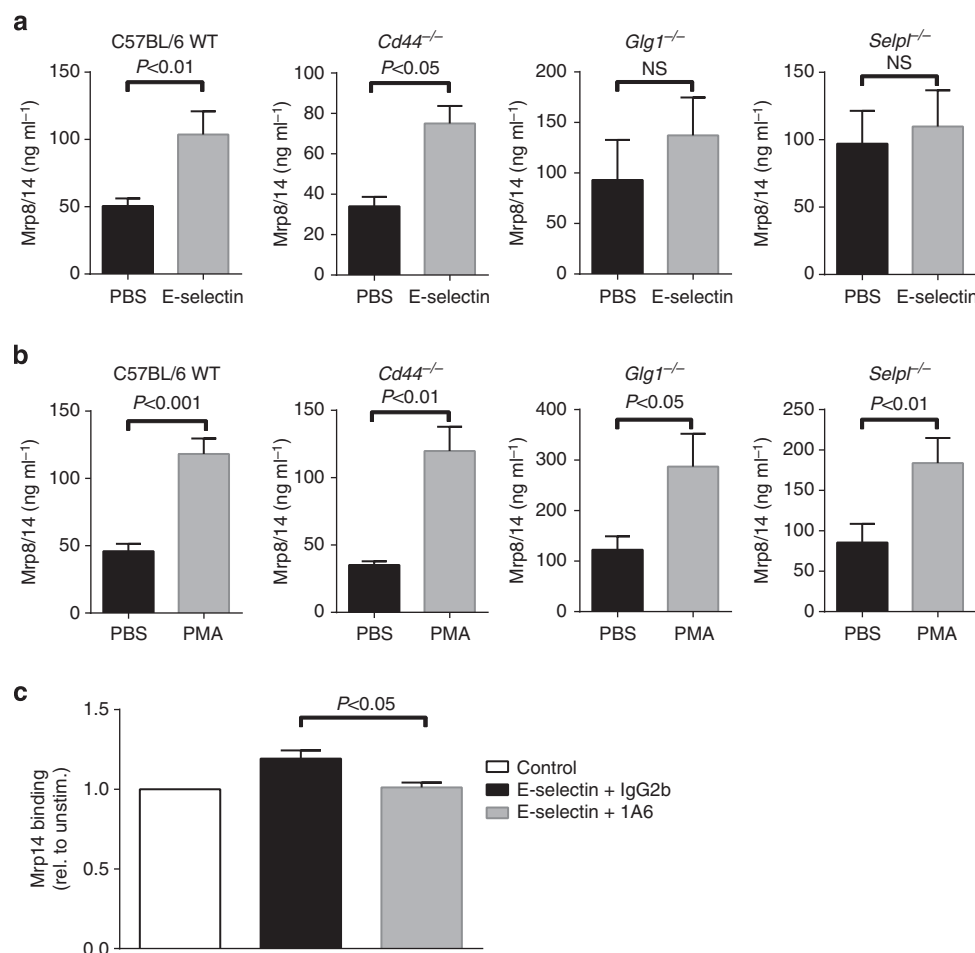 a
C57BL/6 WT
P<0.01
Mrp8/14 (ng ml⁻¹)
150
100
50
0
PBS
E-selectin
Cd44⁻/⁻
P<0.05
Mrp8/14 (ng ml⁻¹)
100
80
60
40
20
0
PBS
E-selectin
Glg1⁻/⁻
NS
Mrp8/14 (ng ml⁻¹)
200
150
100
50
0
PBS
E-selectin
Selpl⁻/⁻
NS
Mrp8/14 (ng ml⁻¹)
150
100
50
0
PBS
E-selectin
b
C57BL/6 WT
P<0.001
Mrp8/14 (ng ml⁻¹)
150
100
50
0
PBS
PMA
Cd44⁻/⁻
P<0.01
Mrp8/14 (ng ml⁻¹)
150
100
50
0
PBS
PMA
Glg1⁻/⁻
P<0.05
Mrp8/14 (ng ml⁻¹)
400
300
200
100
0
PBS
PMA
Selpl⁻/⁻
P<0.01
Mrp8/14 (ng ml⁻¹)
250
200
150
100
50
0
PBS
PMA
c
P<0.05
Mrp14 binding
(rel. to unstim.)
1.5
1.0
0.5
0.0
Control
E-selectin + IgG2b
E-selectin + 1A6